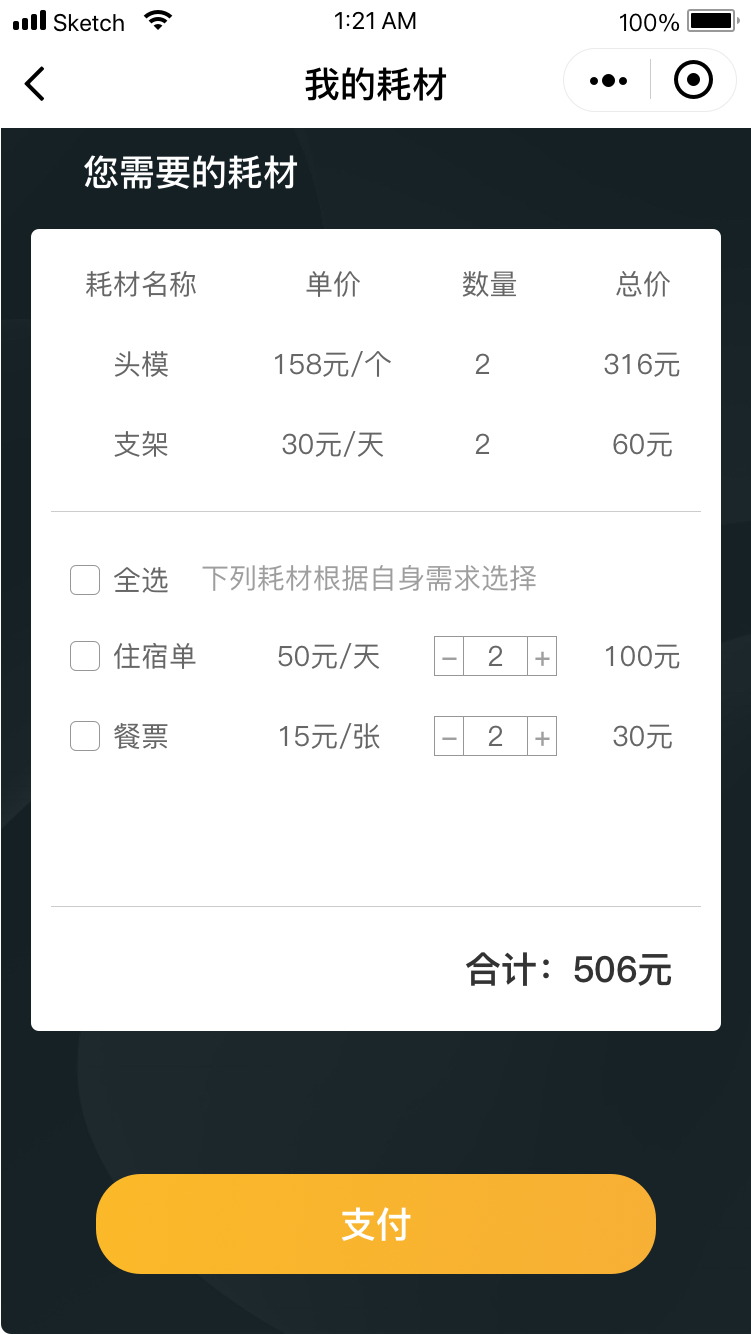 Sketch 1:21 AM 100%
我的耗材
您需要的耗材
耗材名称 单价 数量 总价
头模 158元/个 2 316元
支架 30元/天 2 60元
全选 下列耗材根据自身需求选择
住宿单 50元/天 − 2 + 100元
餐票 15元/张 − 2 + 30元
合计：506元
支付